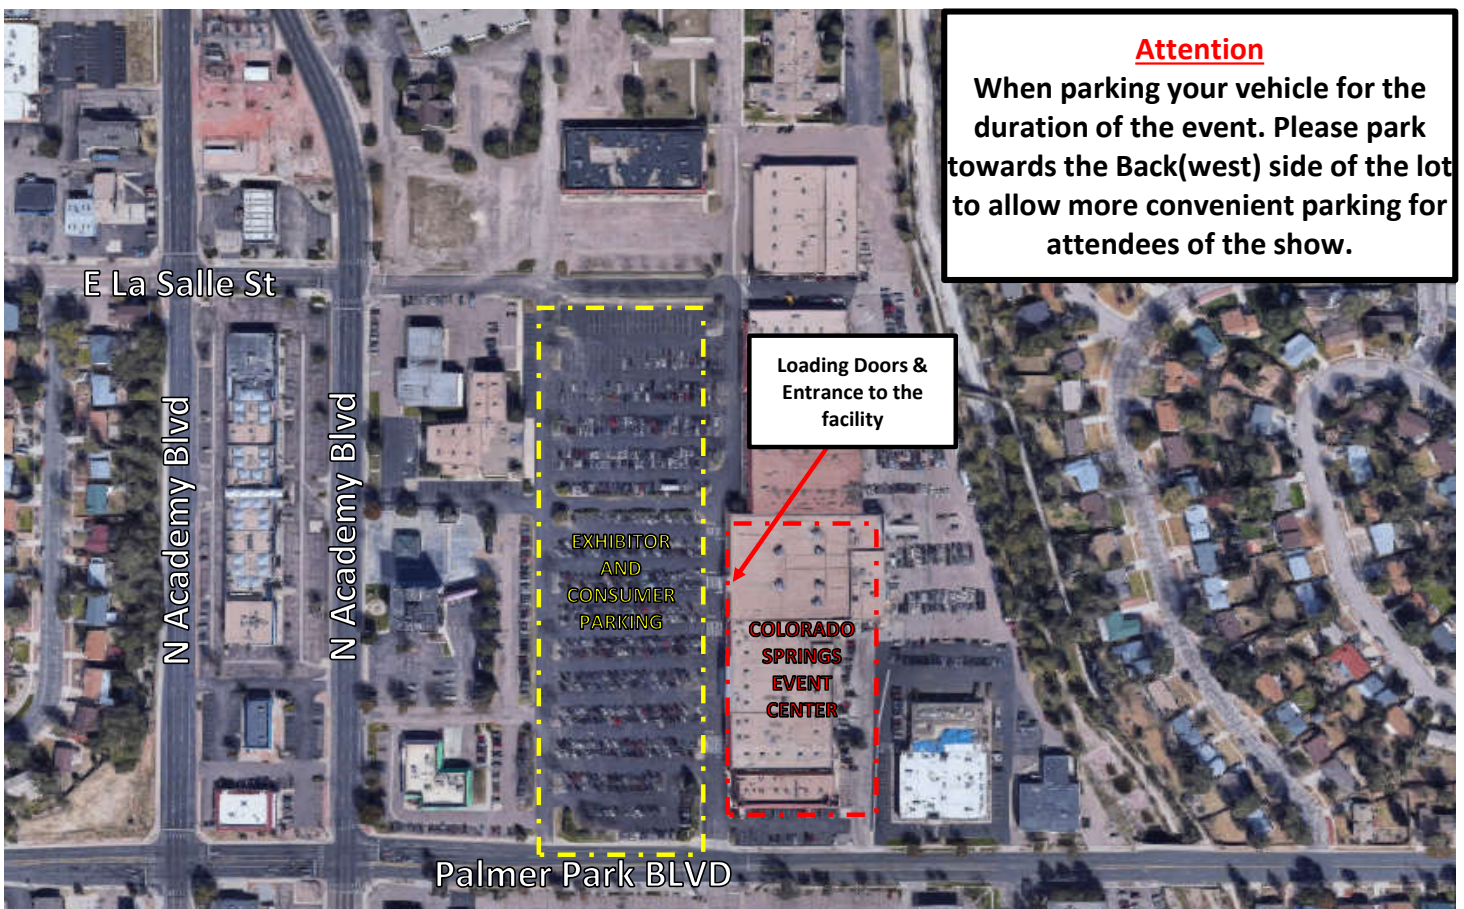 Attention
When parking your vehicle for the
duration of the event. Please park
towards the Back(west) side of the lot
to allow more convenient parking for
attendees of the show.
E La Salle St
Loading Doors &
Entrance to the
facility
N Academy Blvd
N Academy Blvd
EXHIBITOR
AND
CONSUMER
PARKING
COLORADO
SPRINGS
EVENT
CENTER
Palmer Park BLVD